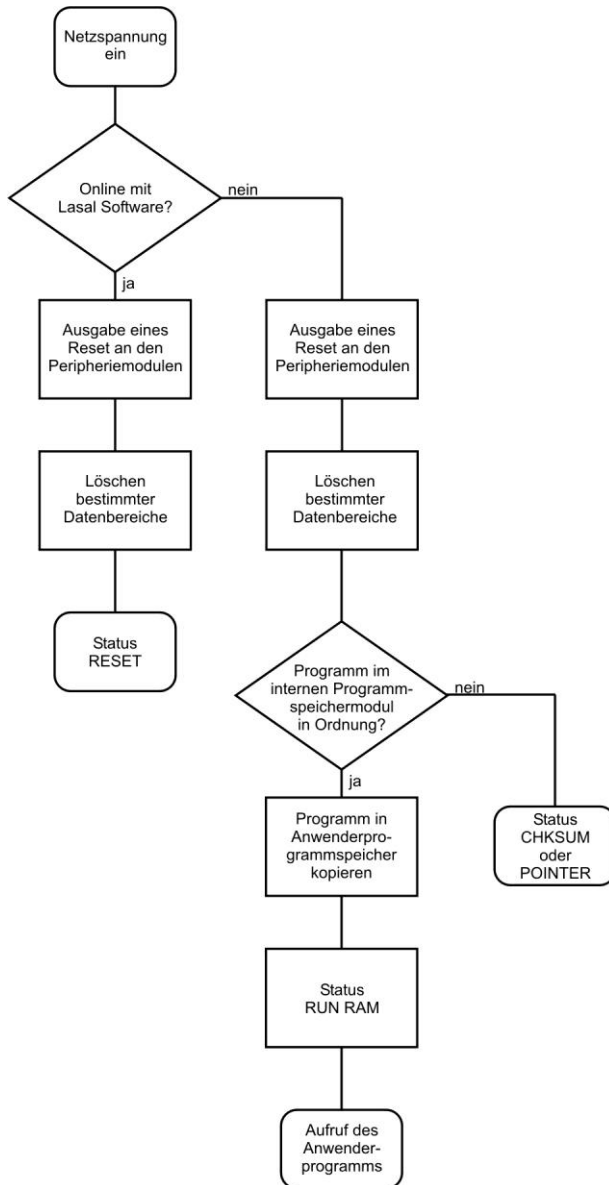 Netzspannung
ein
Online mit
Lasal Software?
nein
ja
Ausgabe eines
Reset an den
Peripheriemodulen
Ausgabe eines
Reset an den
Peripheriemodulen
Löschen
bestimmter
Datenbereiche
Löschen
bestimmter
Datenbereiche
Status
RESET
Programm im
internen Programm-
speichermodul
in Ordnung?
nein
ja
Programm in
Anwenderpro-
grammspeicher
kopieren
Status
CHKSUM
oder
POINTER
Status
RUN RAM
Aufruf des
Anwender-
programms